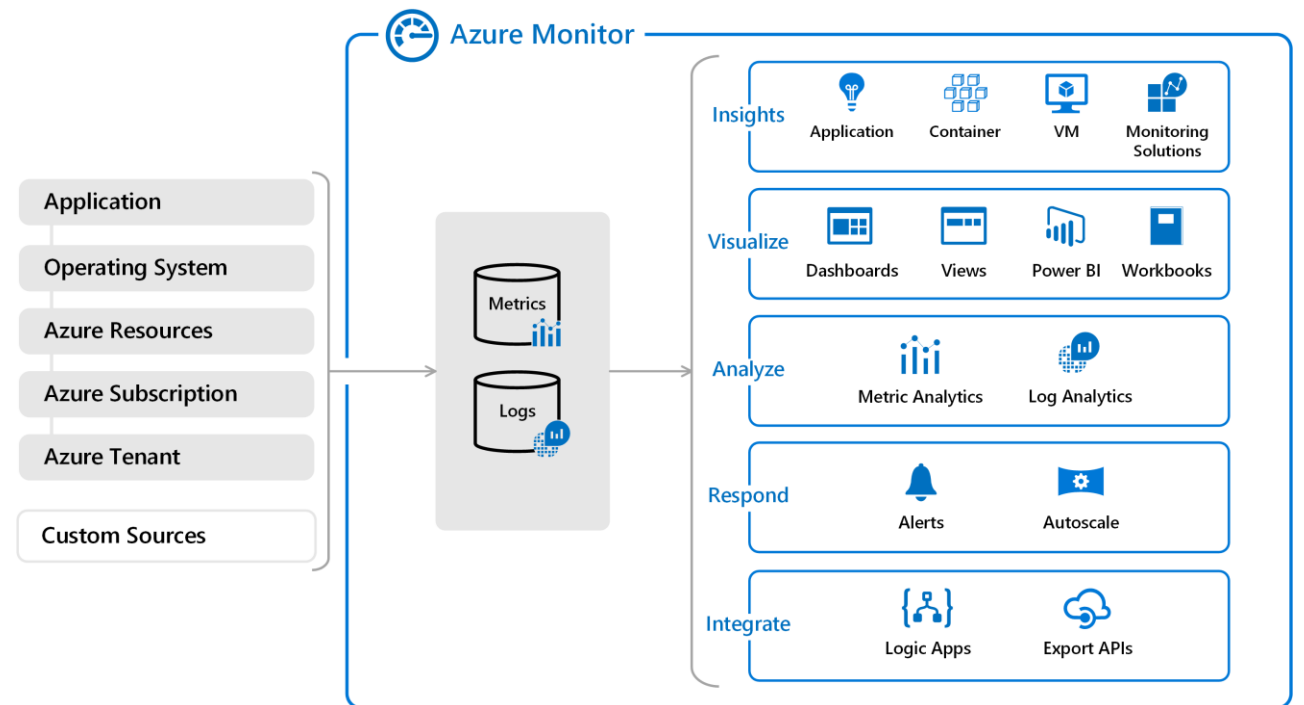 Azure Monitor
Application
Operating System
Azure Resources
Azure Subscription
Azure Tenant
Custom Sources
Metrics
Logs
Insights
Application
Container
VM
Monitoring
Solutions
Visualize
Dashboards
Views
Power BI
Workbooks
Analyze
Metric Analytics
Log Analytics
Respond
Alerts
Autoscale
Integrate
Logic Apps
Export APIs